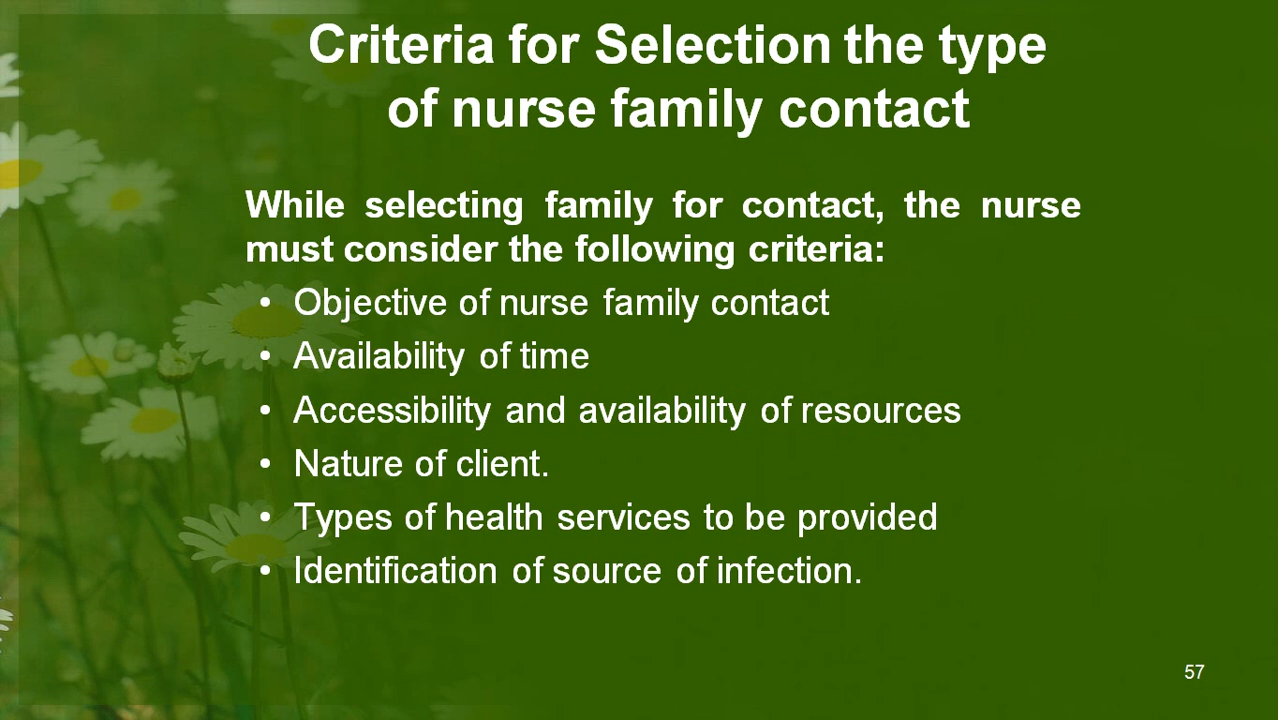 Criteria for Selection the type
of nurse family contact
While selecting family for contact, the nurse
must consider the following criteria:
• Objective of nurse family contact
• Availability of time
• Accessibility and availability of resources
• Nature of client.
• Types of health services to be provided
• Identification of source of infection.
57